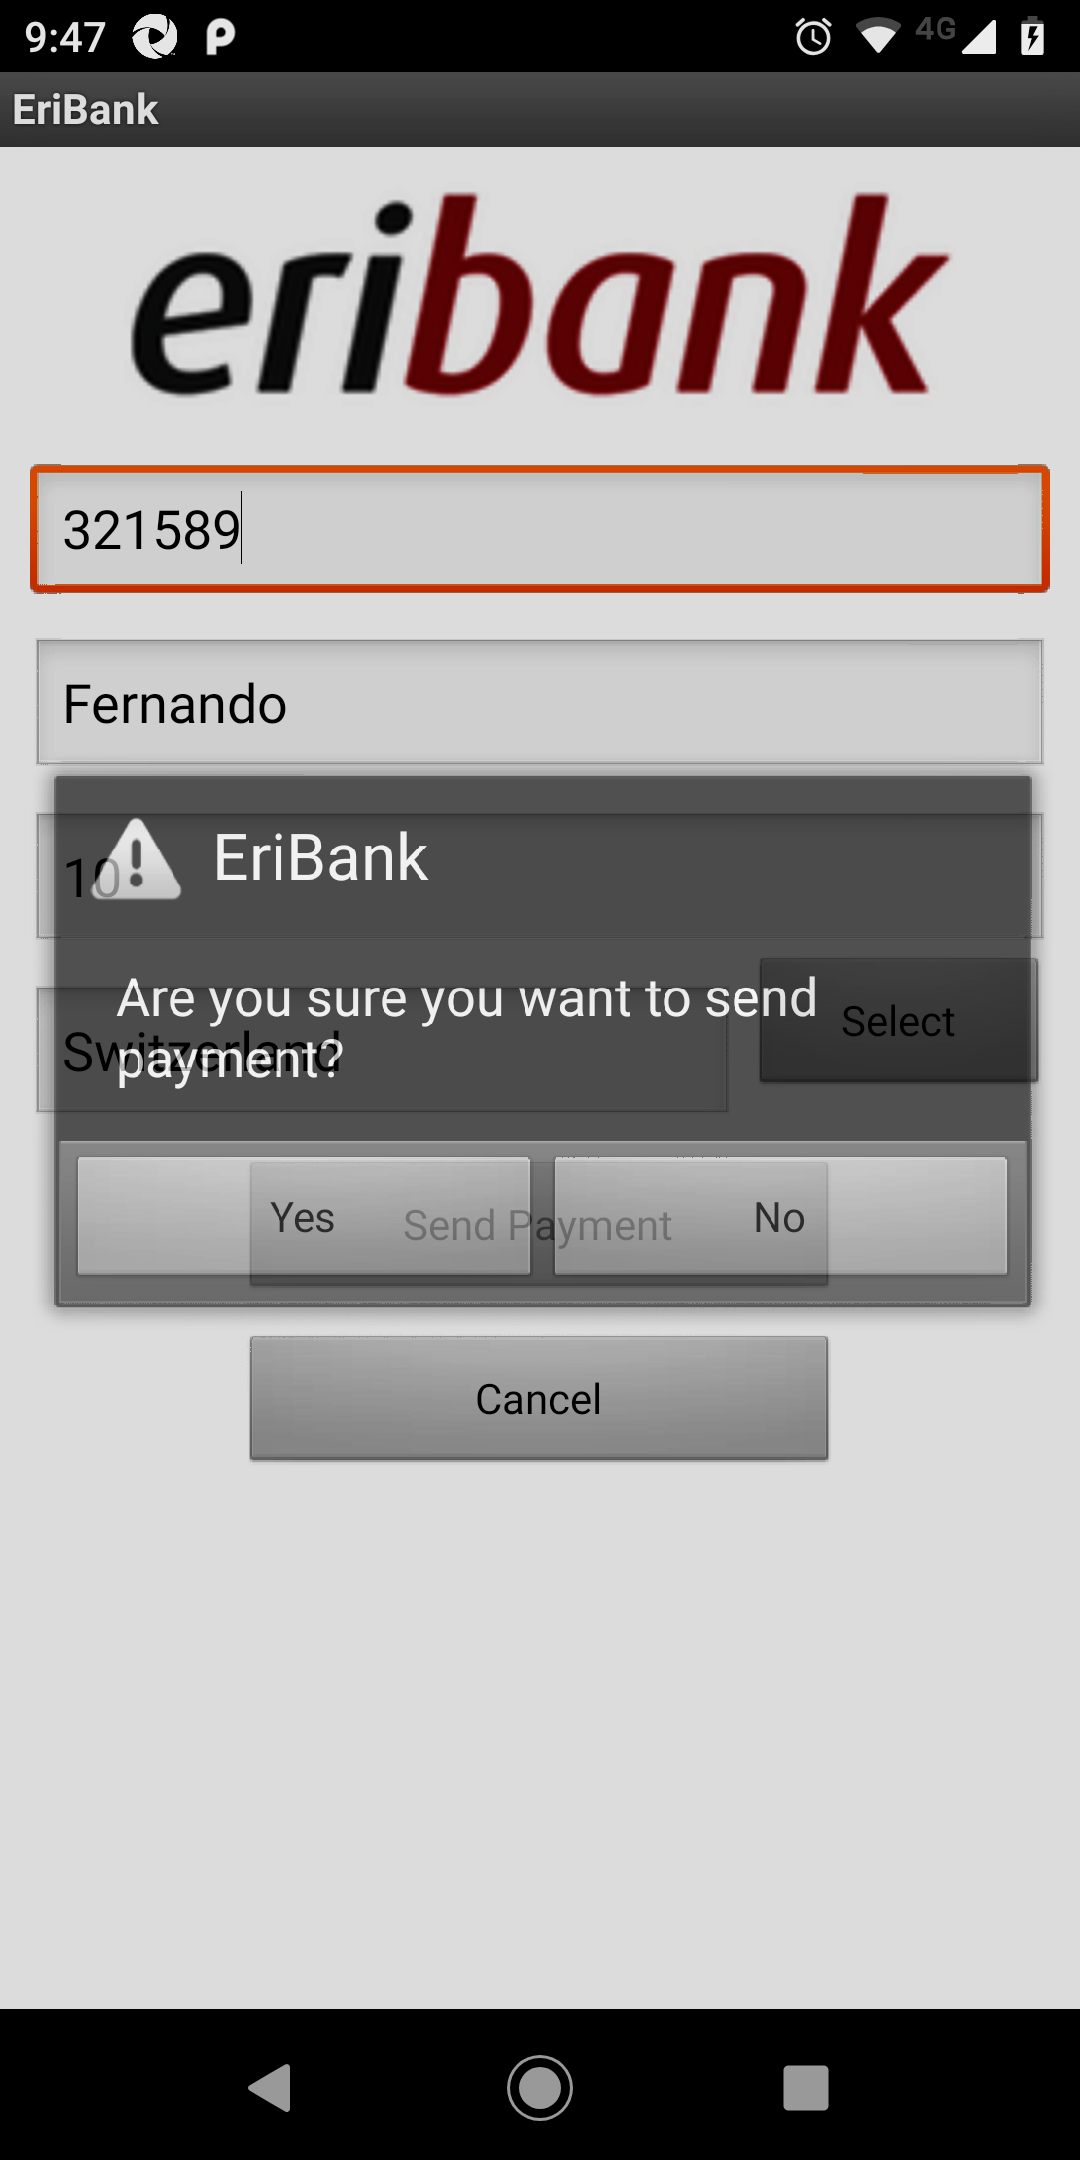 9:47
4G
EriBank
eribank
321589
Fernando
10
EriBank
Are you sure you want to send
payment?
Switzerland
Select
Yes
No
Send Payment
Cancel